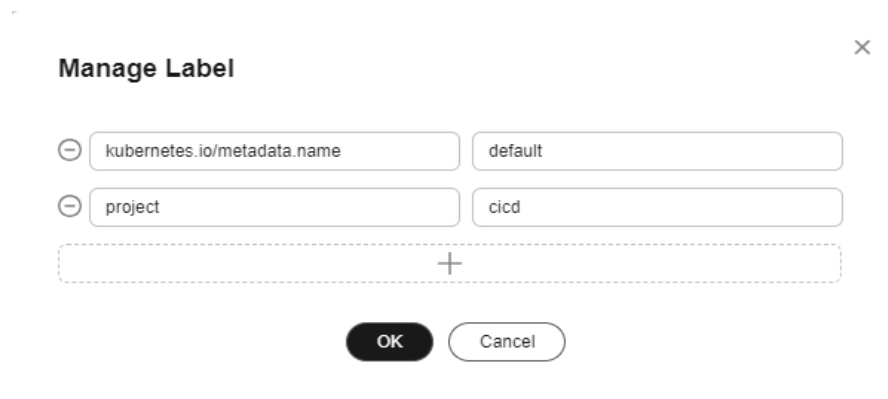 Manage Label
kubernetes.io/metadata.name default
project cicd
OK Cancel